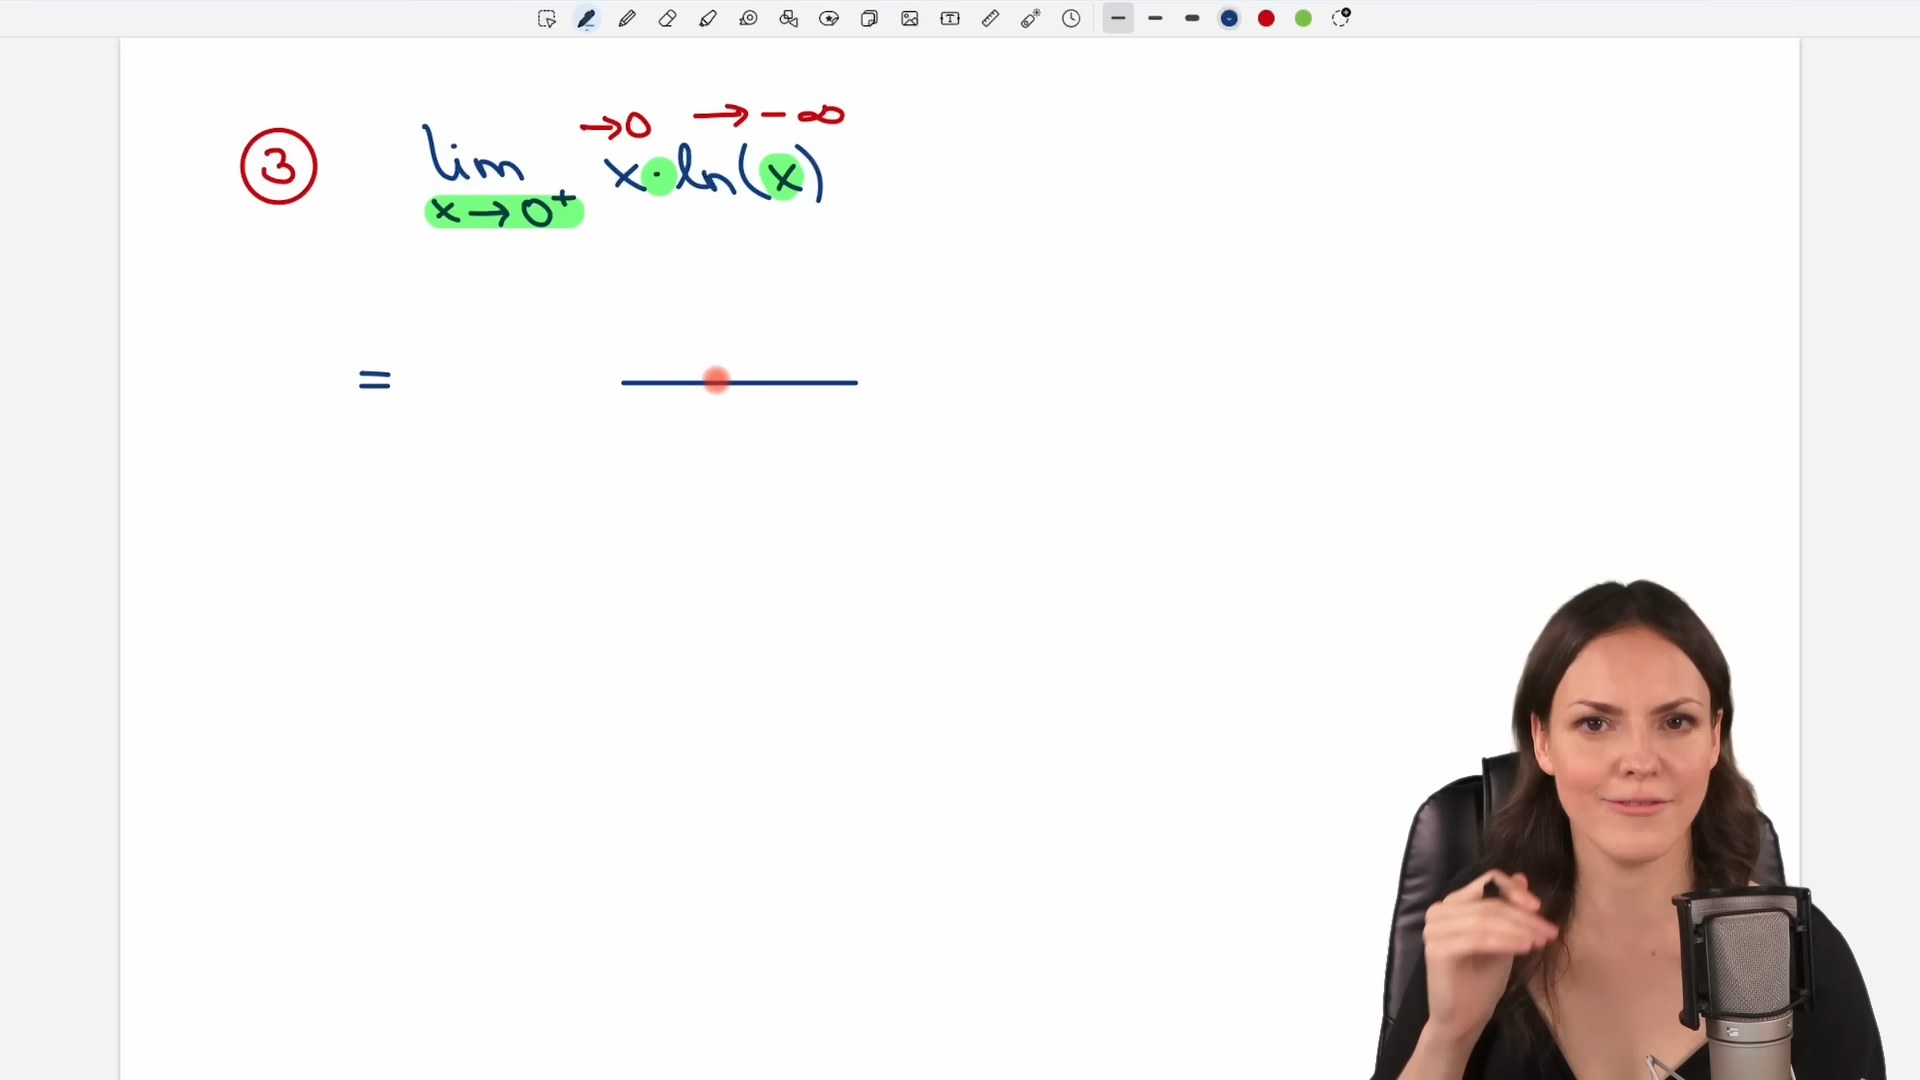 →0 → - ∞
③ lim x · ln(x)
x → 0⁺
=